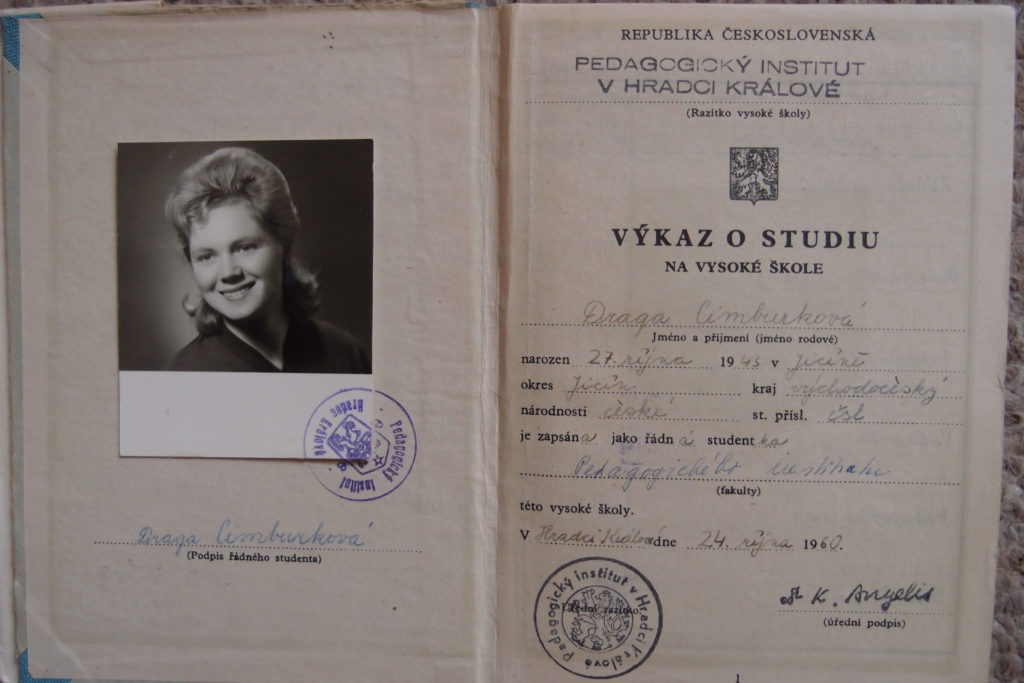 Pedagogický institut
Hradec Králové
Draga Cimburková
(Podpis řádného studenta)
REPUBLIKA ČESKOSLOVENSKÁ
PEDAGOGICKÝ INSTITUT
V HRADCI KRÁLOVÉ
(Razítko vysoké školy)
VÝKAZ O STUDIU
NA VYSOKÉ ŠKOLE
Draga Cimburková
Jméno a příjmení (jméno rodové)
narozen 27. října 1943 v Jičíně
okres Jičín kraj východočeský
národnosti české st. přísl. čsl
je zapsána jako řádná studentka
Pedagogického institutu
(fakulty)
této vysoké školy.
V Hradci Králové dne 24. října 1960.
Pedagogický institut v Hradci Králové
Úřední razítko.
K. Angelis
(úřední podpis)
1